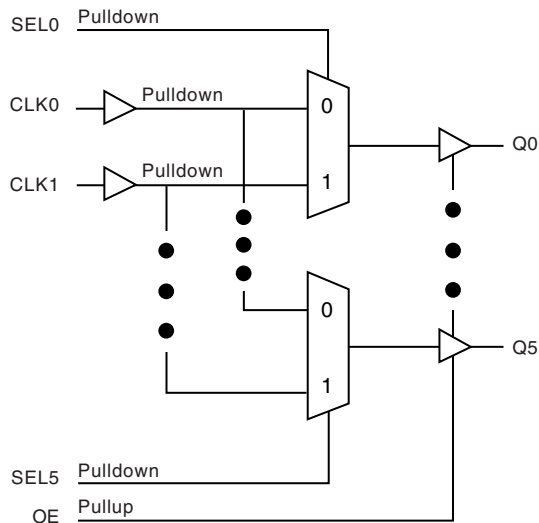 SEL0 Pulldown
CLK0 Pulldown
0
Q0
CLK1 Pulldown
1
0
Q5
1
SEL5 Pulldown
OE Pullup